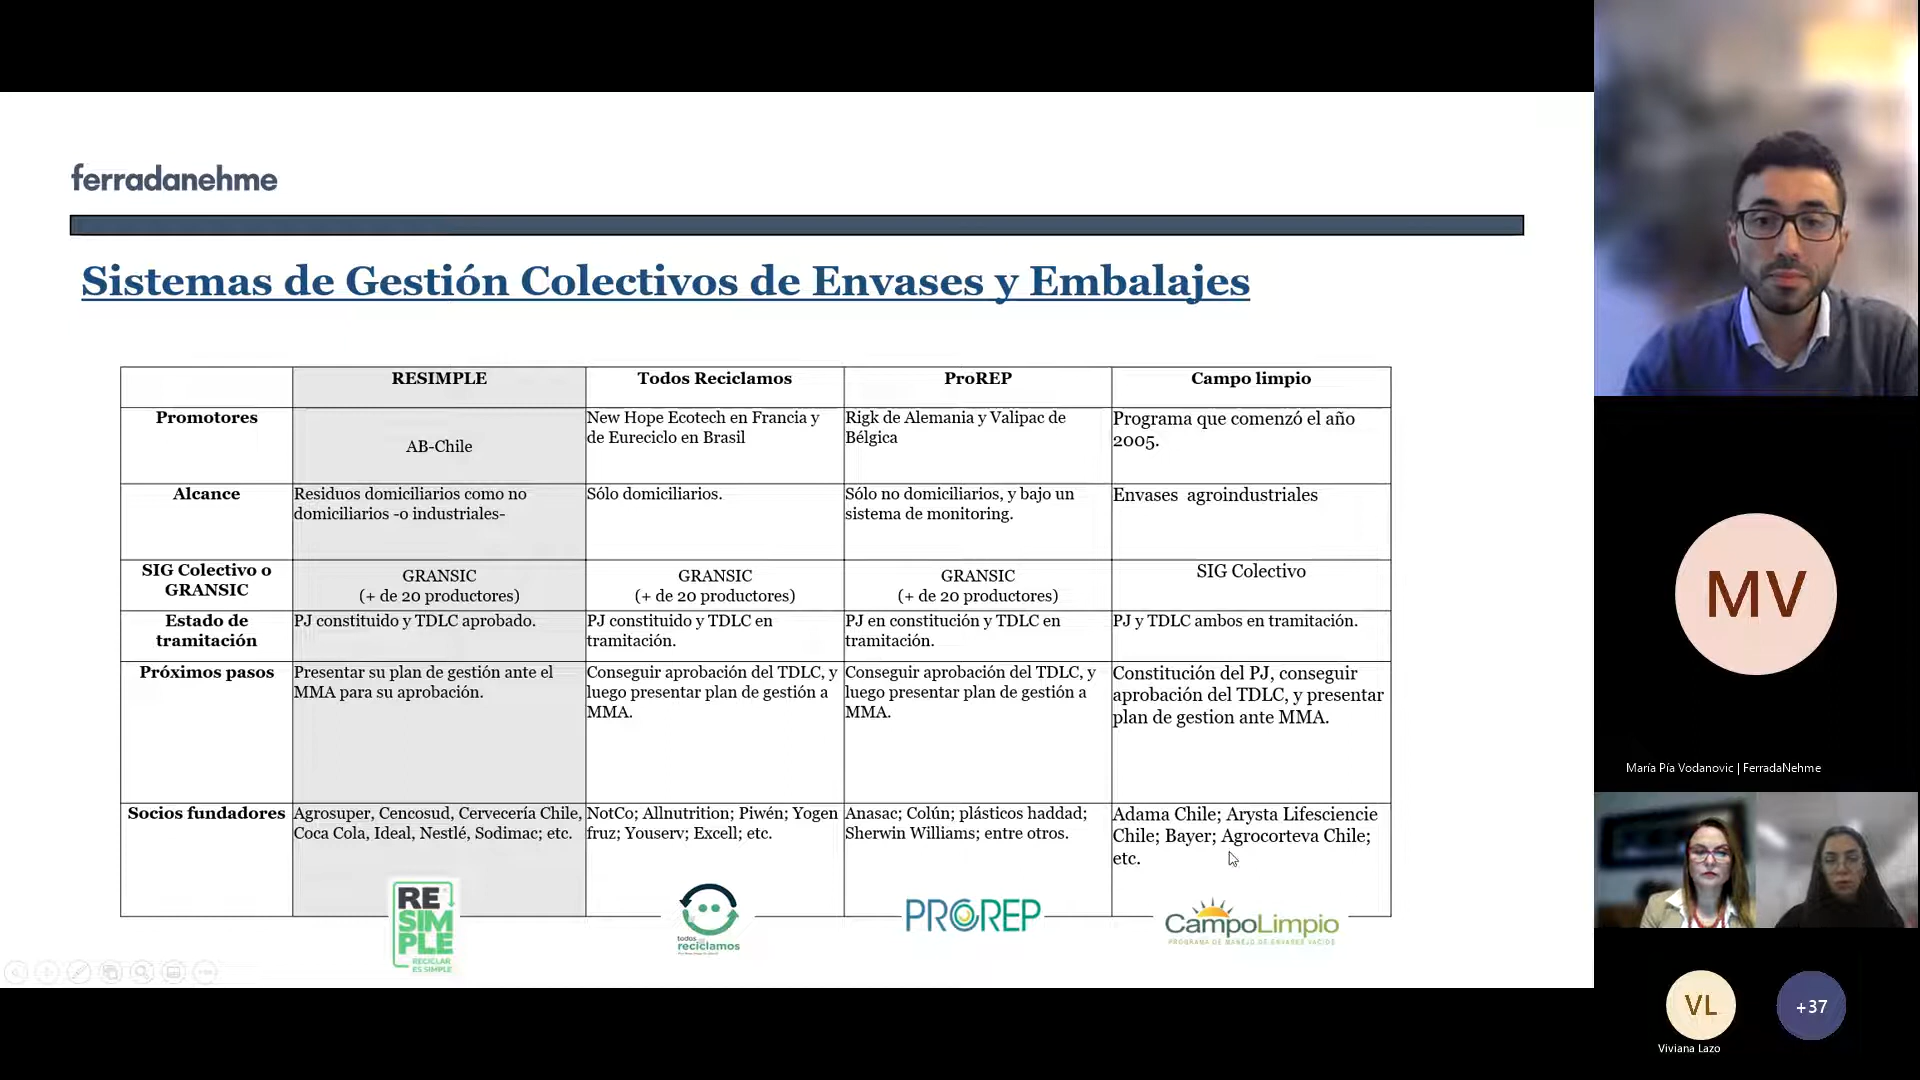 ferradanehme
Sistemas de Gestión Colectivos de Envases y Embalajes
RESIMPLE
Todos Reciclamos
ProREP
Campo limpio
Promotores
AB-Chile
New Hope Ecotech en Francia y
de Eureciclo en Brasil
Rigk de Alemania y Valipac de
Bélgica
Programa que comenzó el año
2005.
Alcance
Residuos domiciliarios como no
domiciliarios -o industriales-
Sólo domiciliarios.
Sólo no domiciliarios, y bajo un
sistema de monitoring.
Envases agroindustriales
SIG Colectivo o
GRANSIC
GRANSIC
(+ de 20 productores)
GRANSIC
(+ de 20 productores)
GRANSIC
(+ de 20 productores)
SIG Colectivo
Estado de
tramitación
PJ constituido y TDLC aprobado.
PJ constituido y TDLC en
tramitación.
PJ en constitución y TDLC en
tramitación.
PJ y TDLC ambos en tramitación.
Próximos pasos
Presentar su plan de gestión ante el
MMA para su aprobación.
Conseguir aprobación del TDLC, y
luego presentar plan de gestión a
MMA.
Conseguir aprobación del TDLC, y
luego presentar plan de gestión a
MMA.
Constitución del PJ, conseguir
aprobación del TDLC, y presentar
plan de gestion ante MMA.
Socios fundadores
Agrosuper, Cencosud, Cervecería Chile,
Coca Cola, Ideal, Nestlé, Sodimac; etc.
NotCo; Allnutrition; Piwén; Yogen
fruz; Youserv; Excell; etc.
Anasac; Colún; plásticos haddad;
Sherwin Williams; entre otros.
Adama Chile; Arysta Lifesciencie
Chile; Bayer; Agrocorteva Chile;
etc.
RE
SIM
PLE
RECICLAR
ES SIMPLE
todos
reciclamos
PROREP
CampoLimpio
PROGRAMA DE MANEJO DE ENVASES VACÍOS
MV
María Pía Vodanovic | FerradaNehme
VL
Viviana Lazo
+37